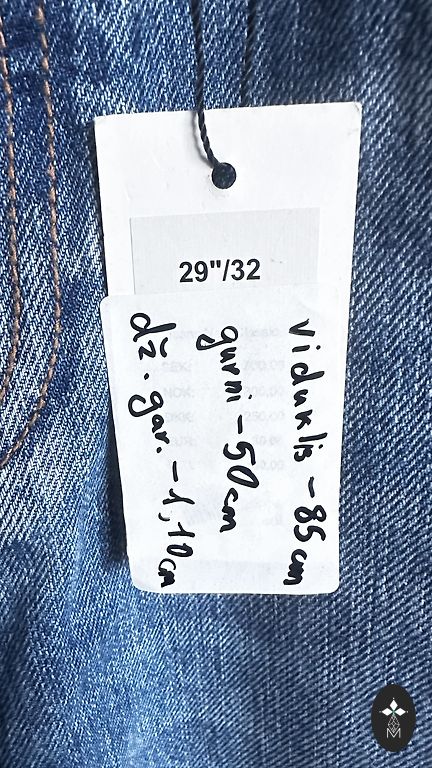 29"/32
viduklis - 85 cm
gurni - 50 cm
dž. gar. - 1,10 cm
M